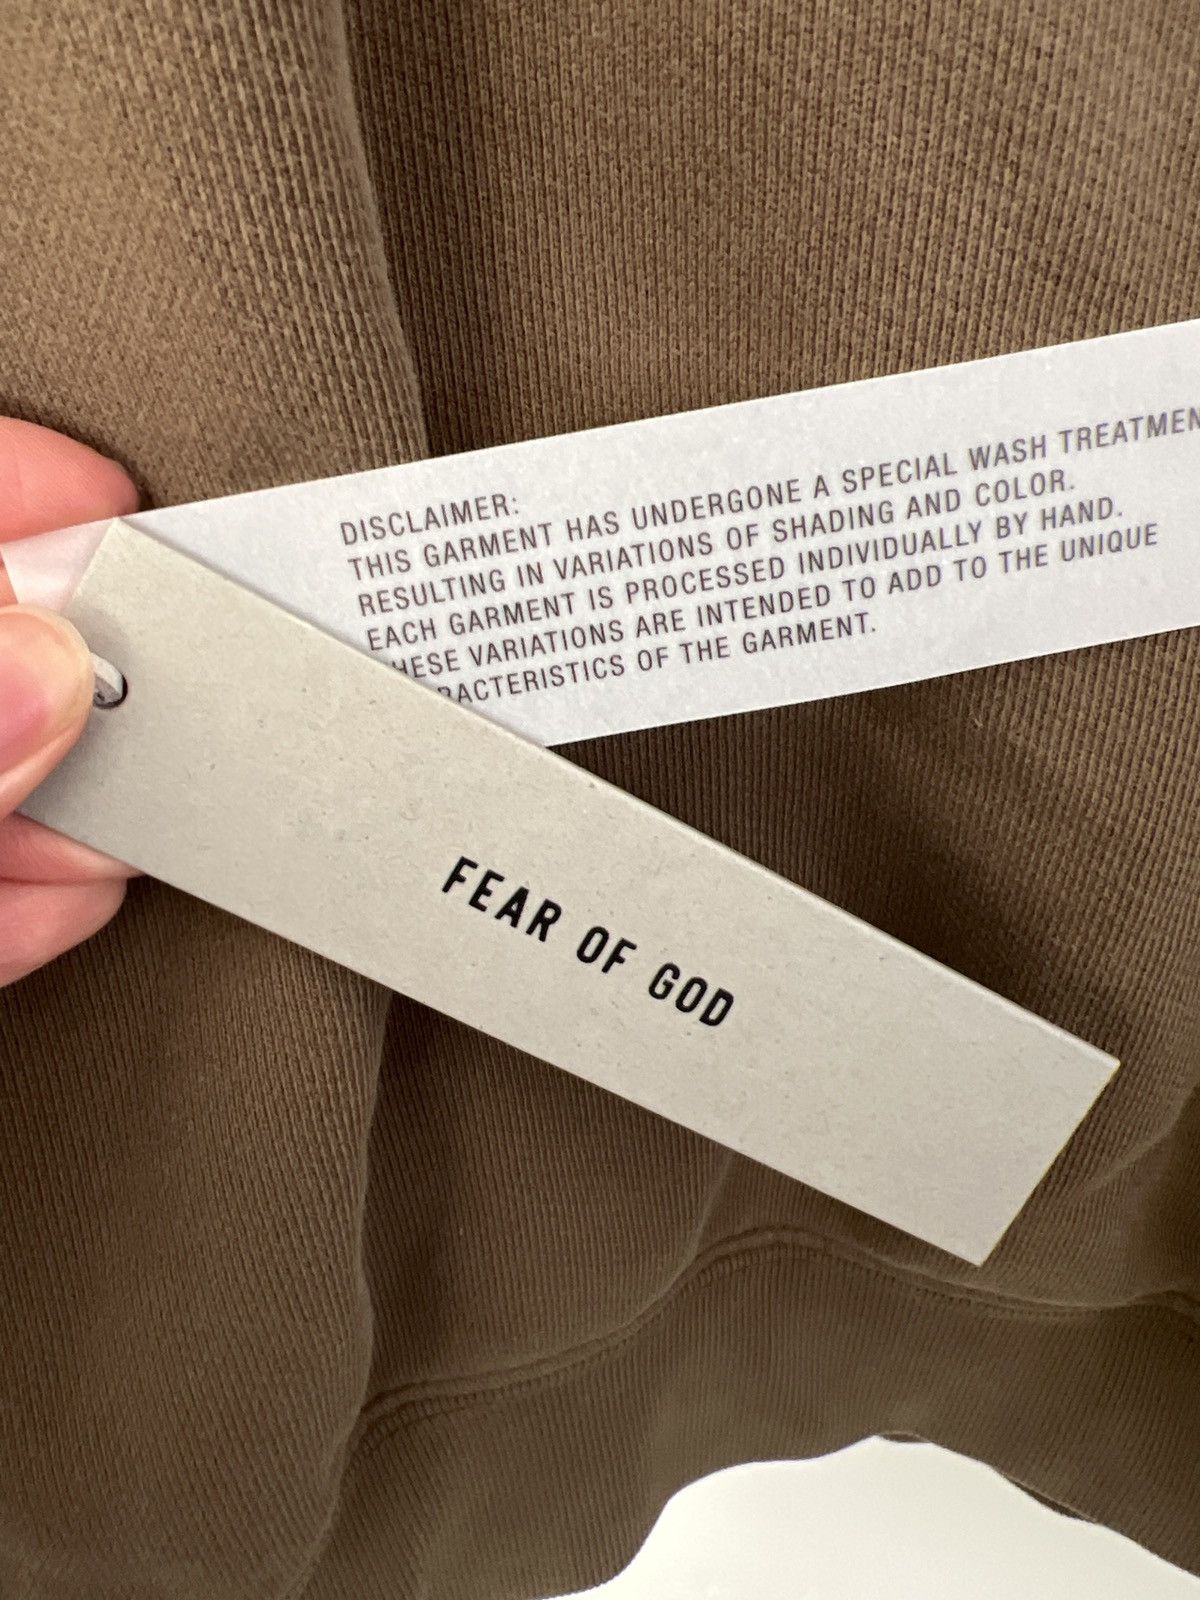 DISCLAIMER:
THIS GARMENT HAS UNDERGONE A SPECIAL WASH TREATMEN
RESULTING IN VARIATIONS OF SHADING AND COLOR.
EACH GARMENT IS PROCESSED INDIVIDUALLY BY HAND.
HESE VARIATIONS ARE INTENDED TO ADD TO THE UNIQUE
RACTERISTICS OF THE GARMENT.
FEAR OF GOD